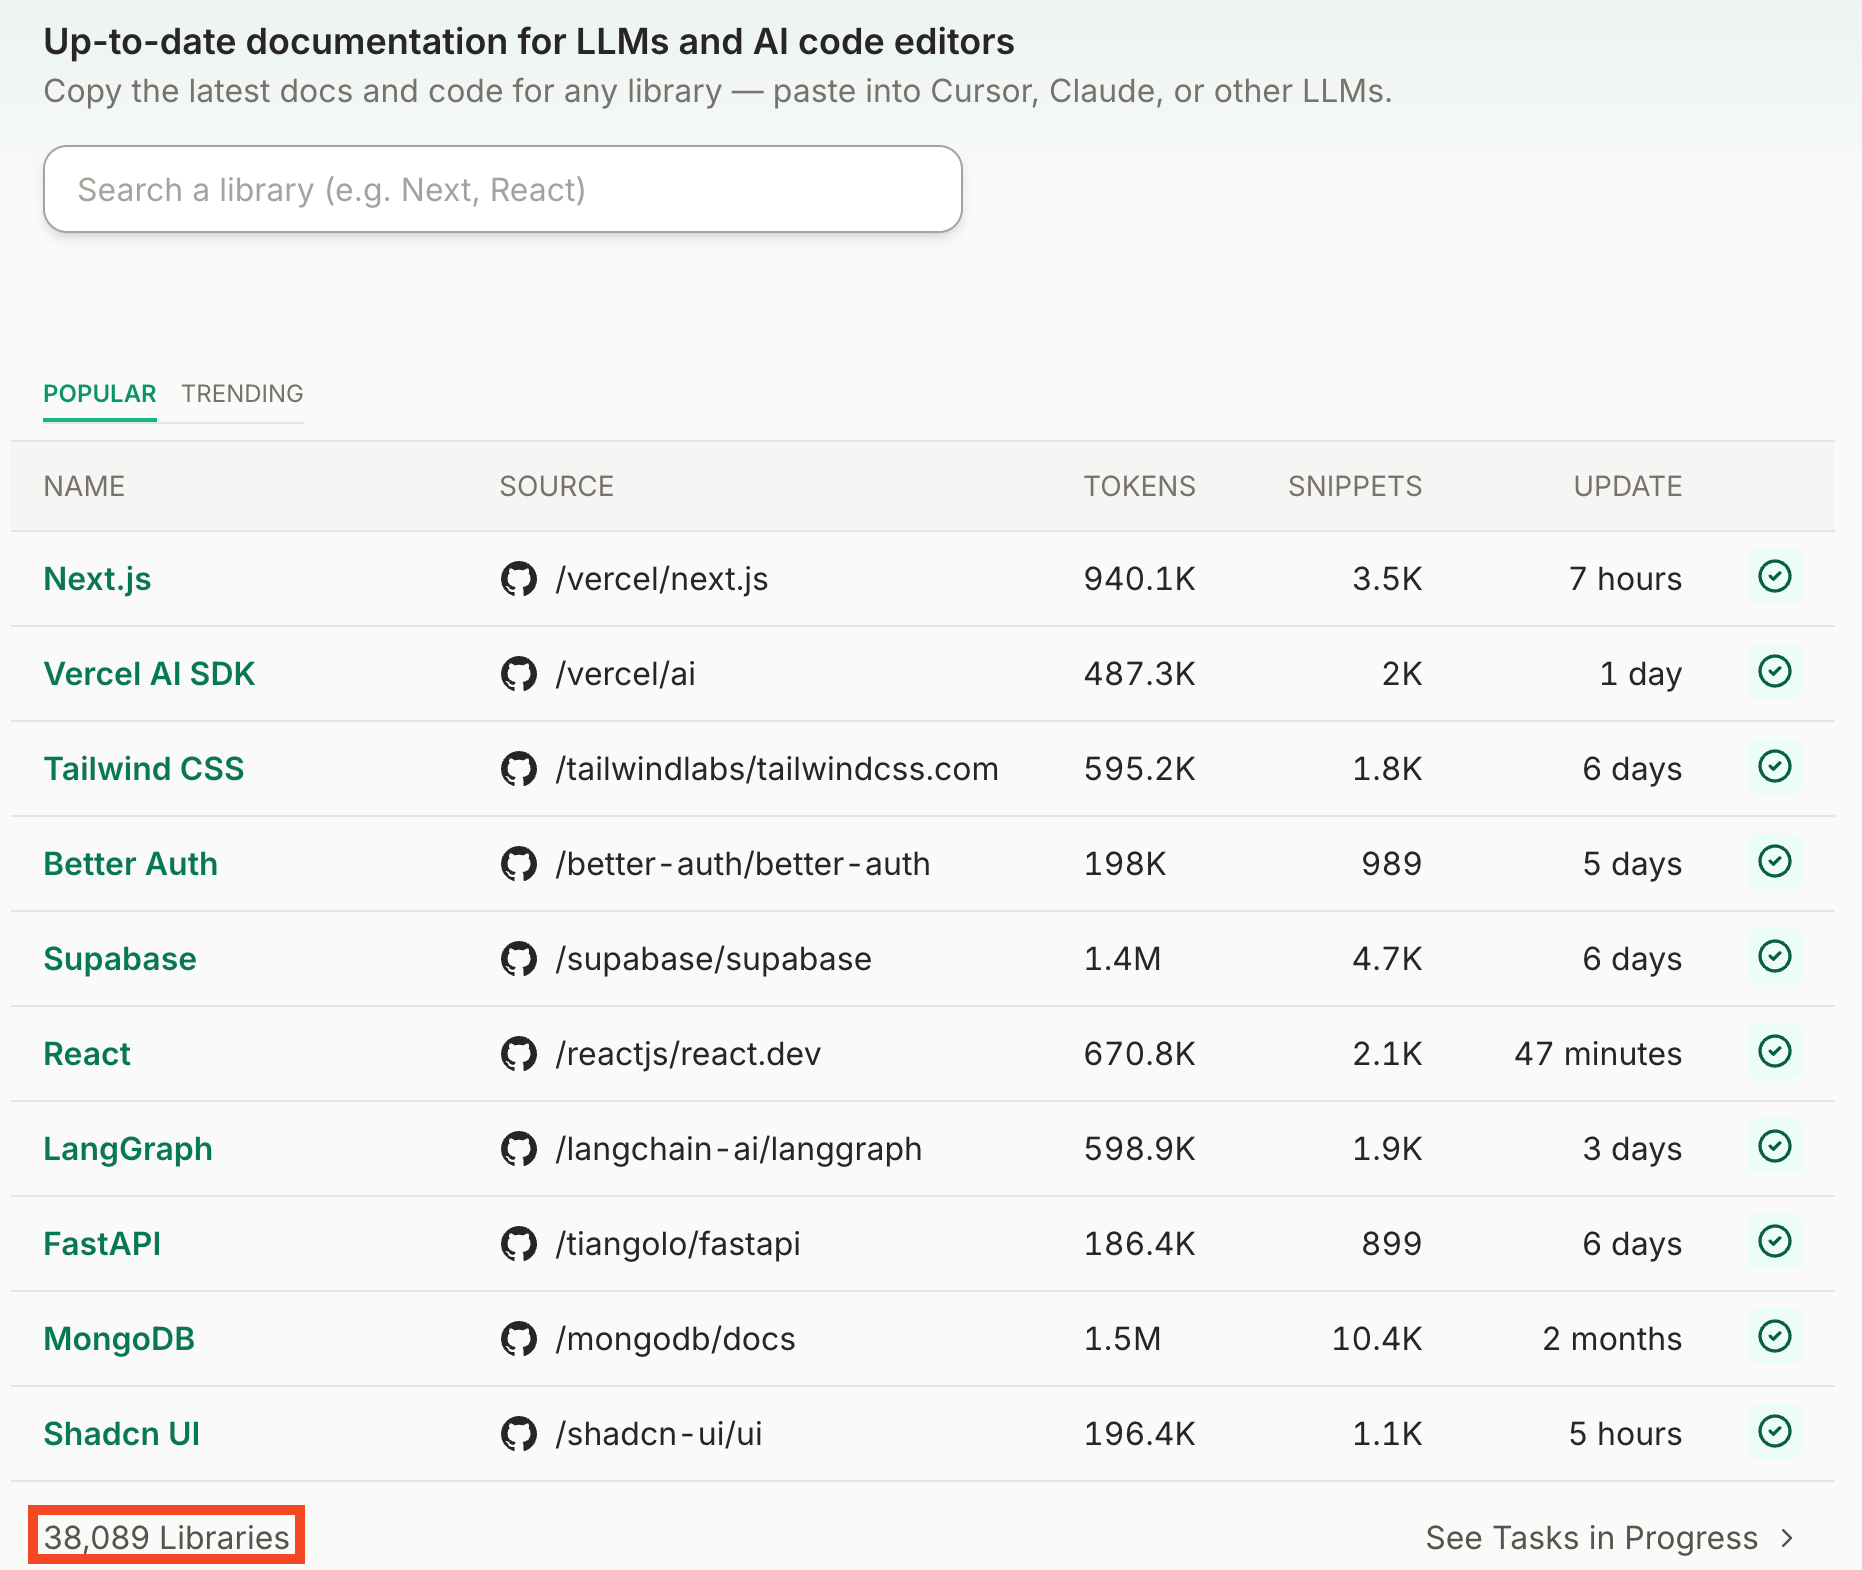 Up-to-date documentation for LLMs and AI code editors
Copy the latest docs and code for any library — paste into Cursor, Claude, or other LLMs.
Search a library (e.g. Next, React)
POPULAR TRENDING
NAME SOURCE TOKENS SNIPPETS UPDATE
Next.js /vercel/next.js 940.1K 3.5K 7 hours
Vercel AI SDK /vercel/ai 487.3K 2K 1 day
Tailwind CSS /tailwindlabs/tailwindcss.com 595.2K 1.8K 6 days
Better Auth /better-auth/better-auth 198K 989 5 days
Supabase /supabase/supabase 1.4M 4.7K 6 days
React /reactjs/react.dev 670.8K 2.1K 47 minutes
LangGraph /langchain-ai/langgraph 598.9K 1.9K 3 days
FastAPI /tiangolo/fastapi 186.4K 899 6 days
MongoDB /mongodb/docs 1.5M 10.4K 2 months
Shadcn UI /shadcn-ui/ui 196.4K 1.1K 5 hours
38,089 Libraries See Tasks in Progress >